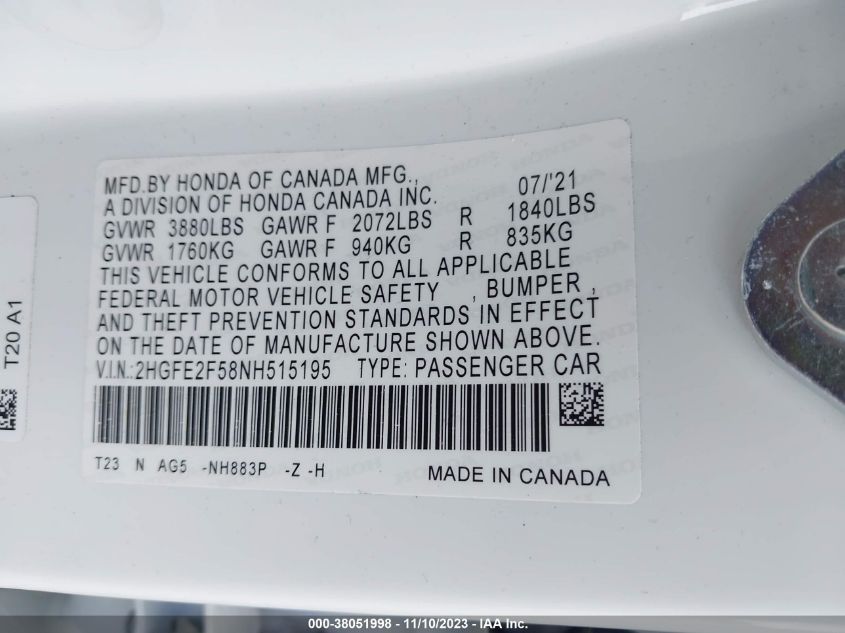 MFD.BY HONDA OF CANADA MFG.,
A DIVISION OF HONDA CANADA INC. 07/'21
GVWR 3880LBS GAWR F 2072LBS R 1840LBS
GVWR 1760KG GAWR F 940KG R 835KG
THIS VEHICLE CONFORMS TO ALL APPLICABLE
FEDERAL MOTOR VEHICLE SAFETY , BUMPER ,
AND THEFT PREVENTION STANDARDS IN EFFECT
ON THE DATE OF MANUFACTURE SHOWN ABOVE.
V.I.N.:2HGFE2F58NH515195 TYPE: PASSENGER CAR
T23 N AG5 -NH883P -Z -H
MADE IN CANADA
T20 A1
000-38051998 - 11/10/2023 - IAA Inc.